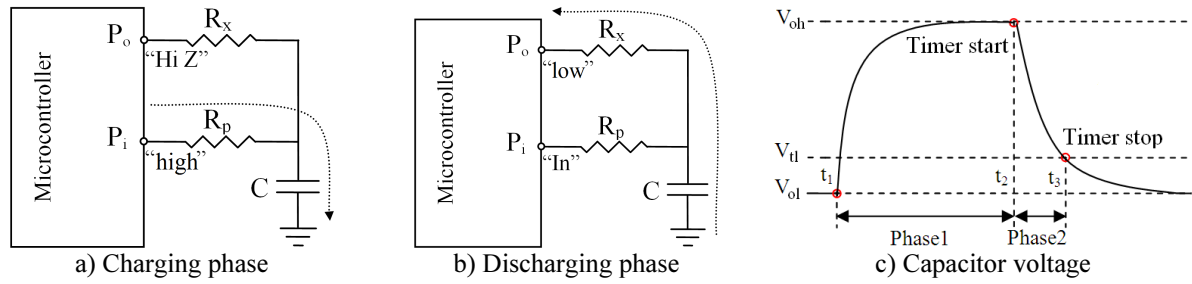 Microcontroller
Po
Rx
"Hi Z"
Rp
Pi
"high"
C
a) Charging phase
Microcontroller
Po
Rx
"low"
Rp
Pi
"In"
C
b) Discharging phase
Voh
Timer start
Timer stop
Vtl
t1
t2
t3
Vol
Phase1
Phase2
c) Capacitor voltage